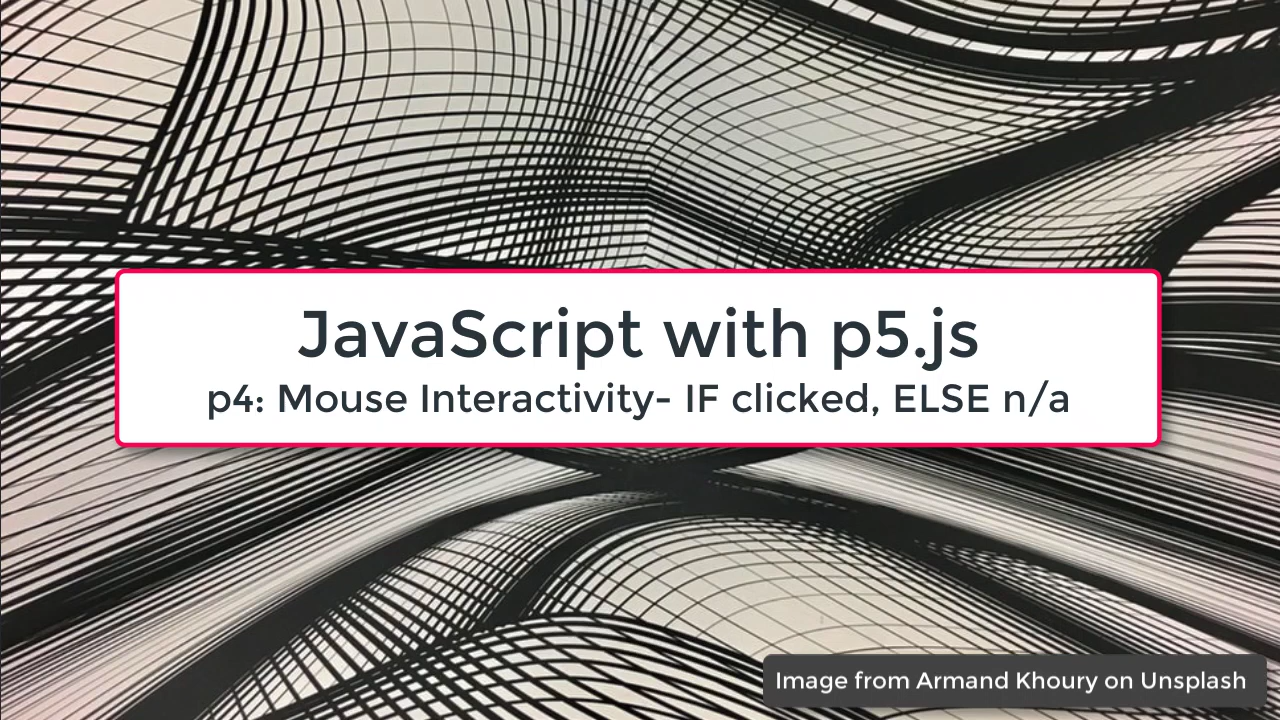 JavaScript with p5.js
p4: Mouse Interactivity- IF clicked, ELSE n/a
Image from Armand Khoury on Unsplash